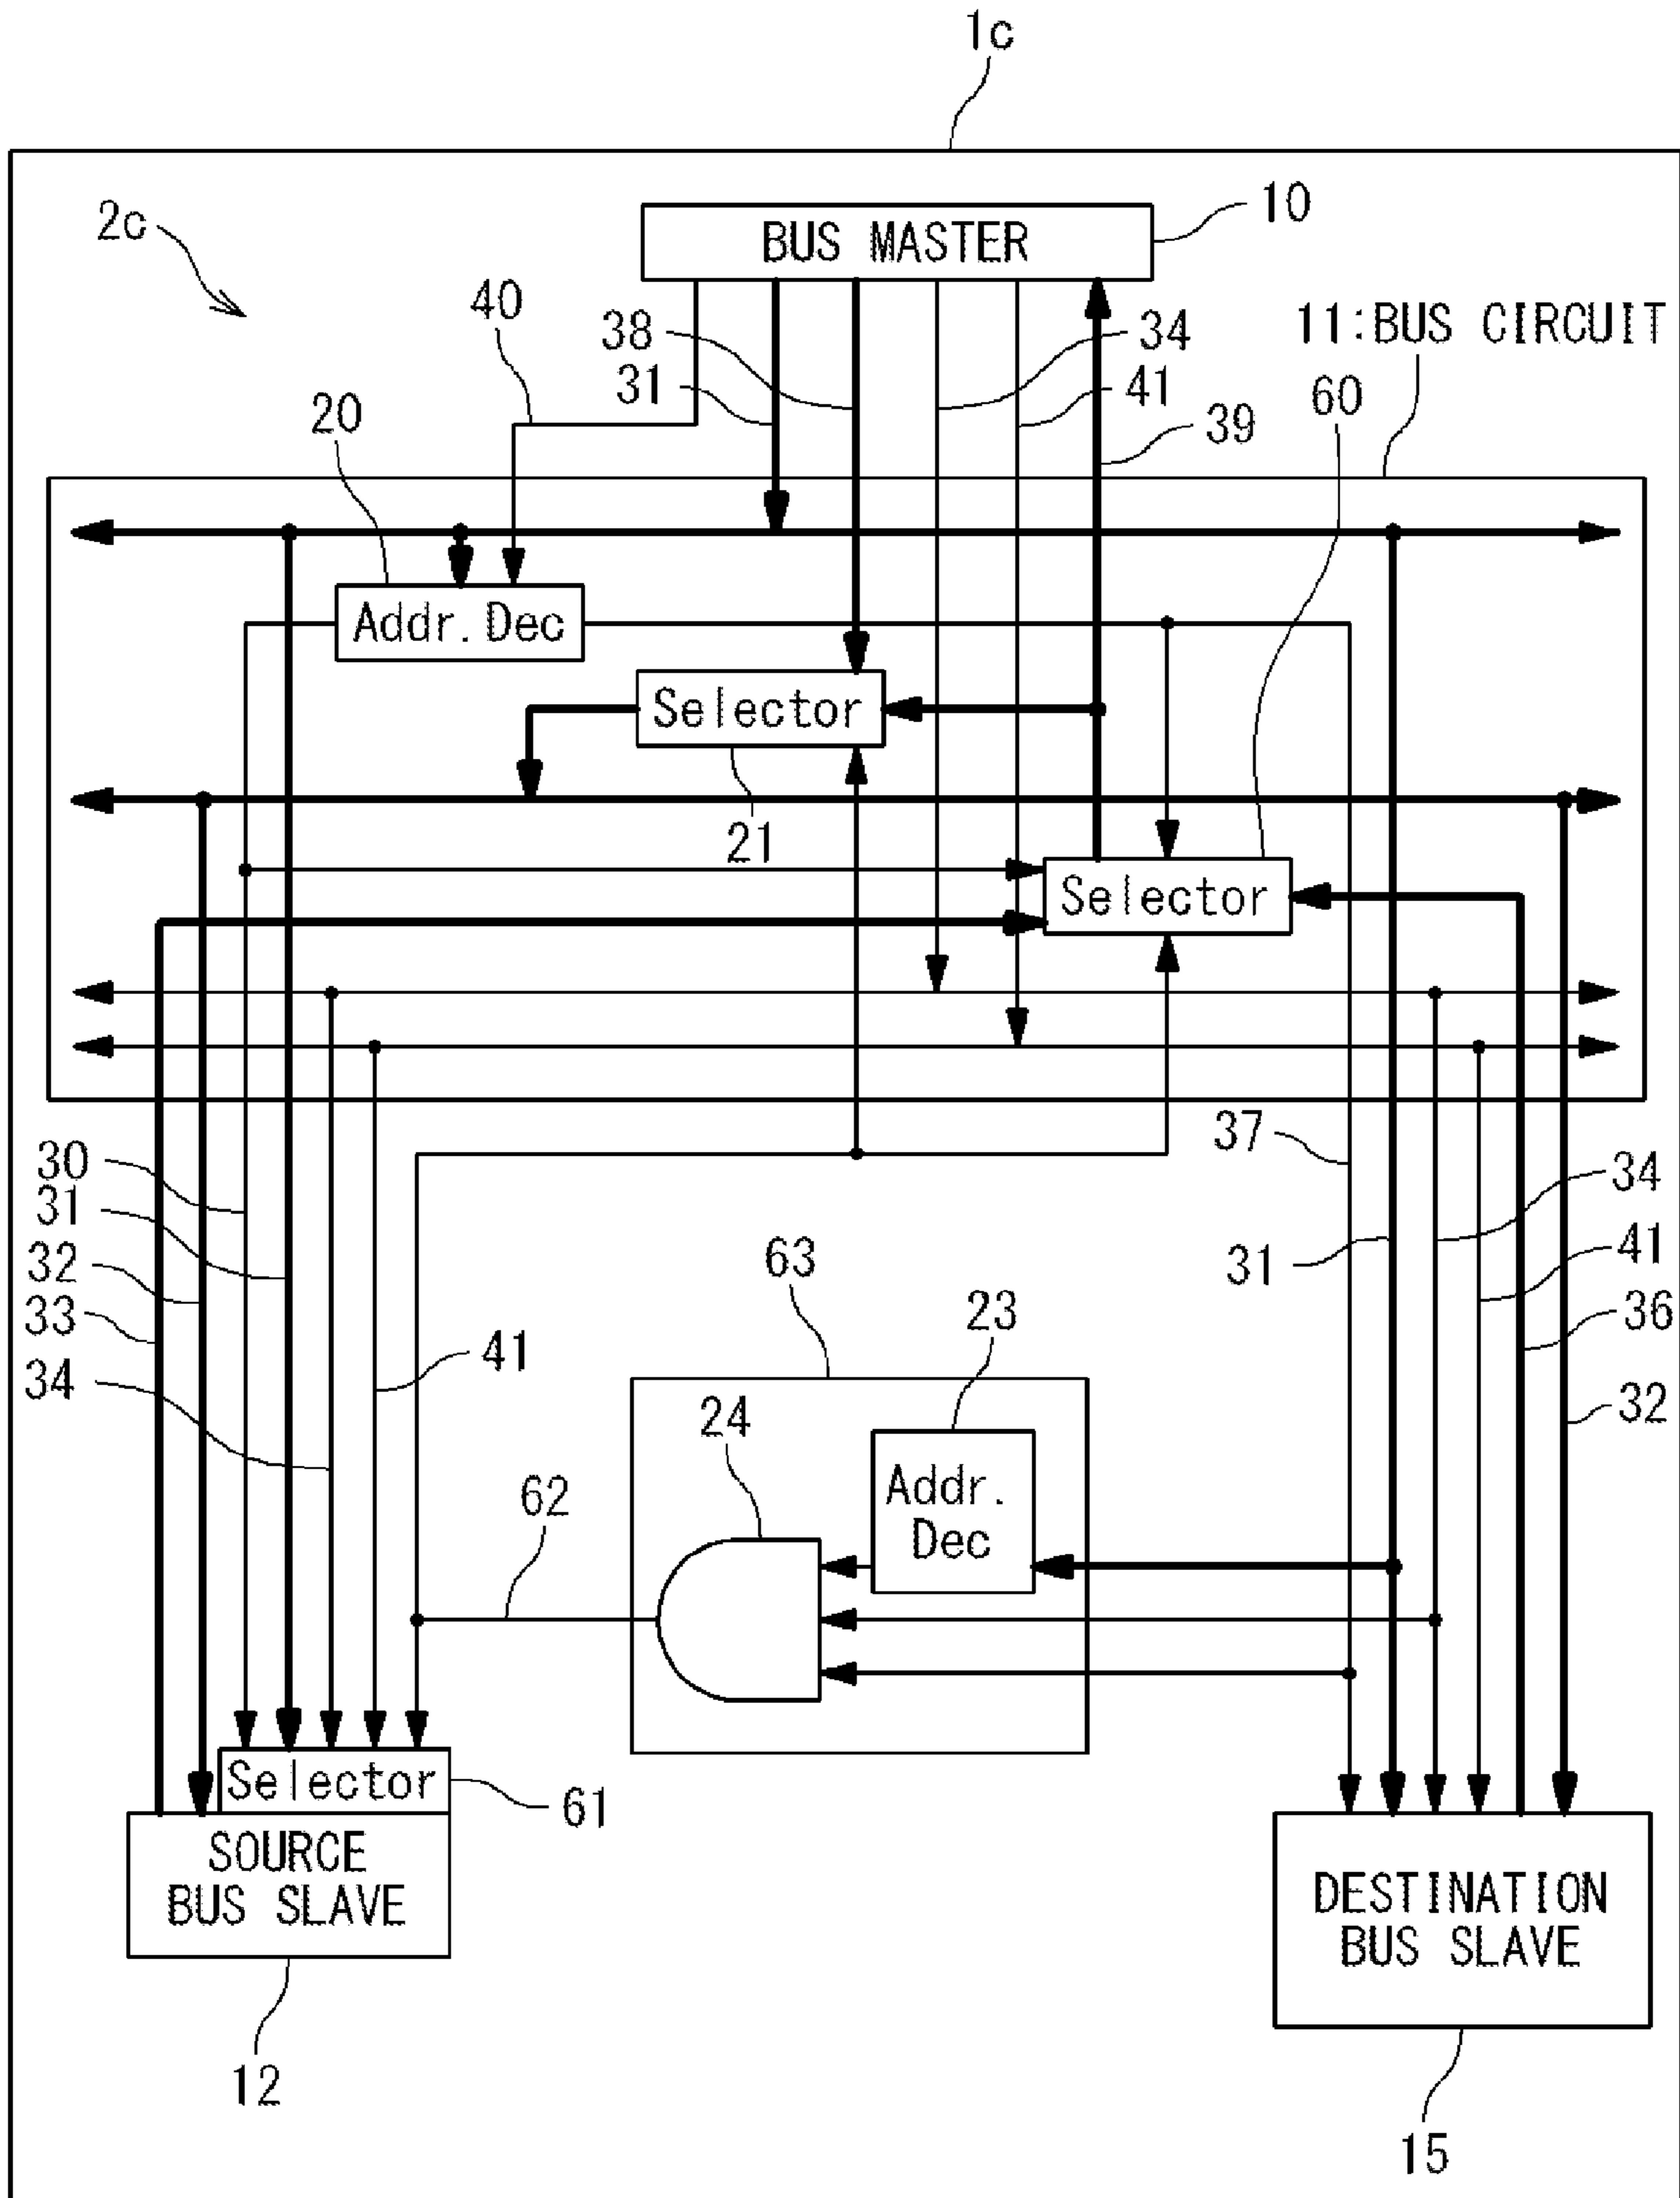 1c
2c
BUS MASTER
10
40
38
34
11:BUS CIRCUIT
31
41
60
20
39
Addr.Dec
Selector
21
Selector
30
37
34
31
32
63
31
41
33
23
36
34
41
24
32
62
Addr.
Dec
Selector
61
SOURCE
BUS SLAVE
DESTINATION
BUS SLAVE
12
15